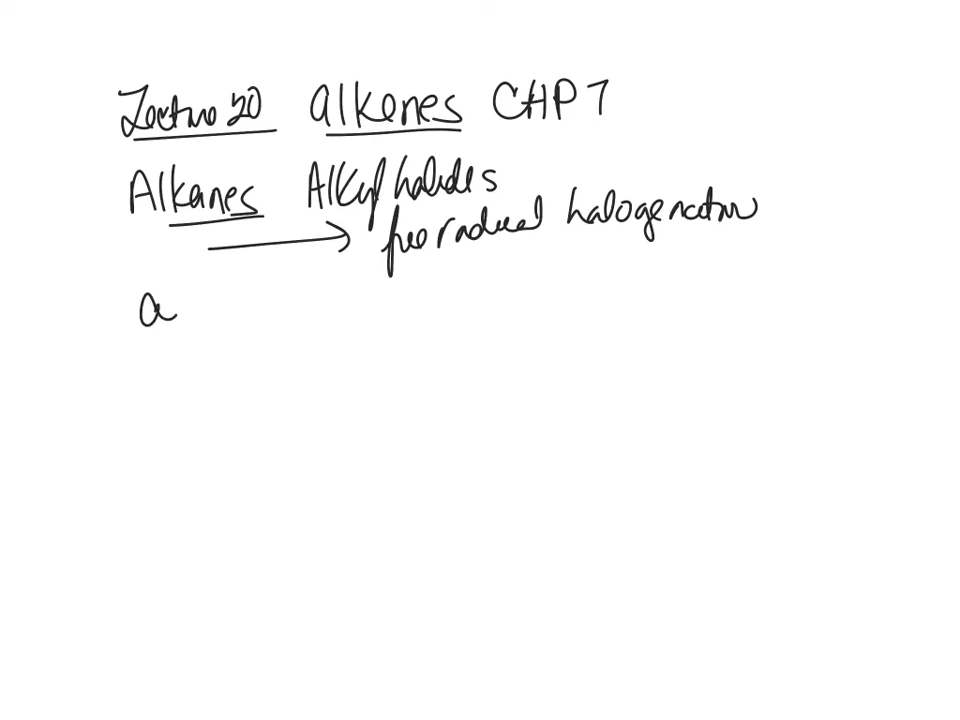 Lecture 20 alkenes CHP 7
Alkanes Alkyl halides
free radical halogenation
a